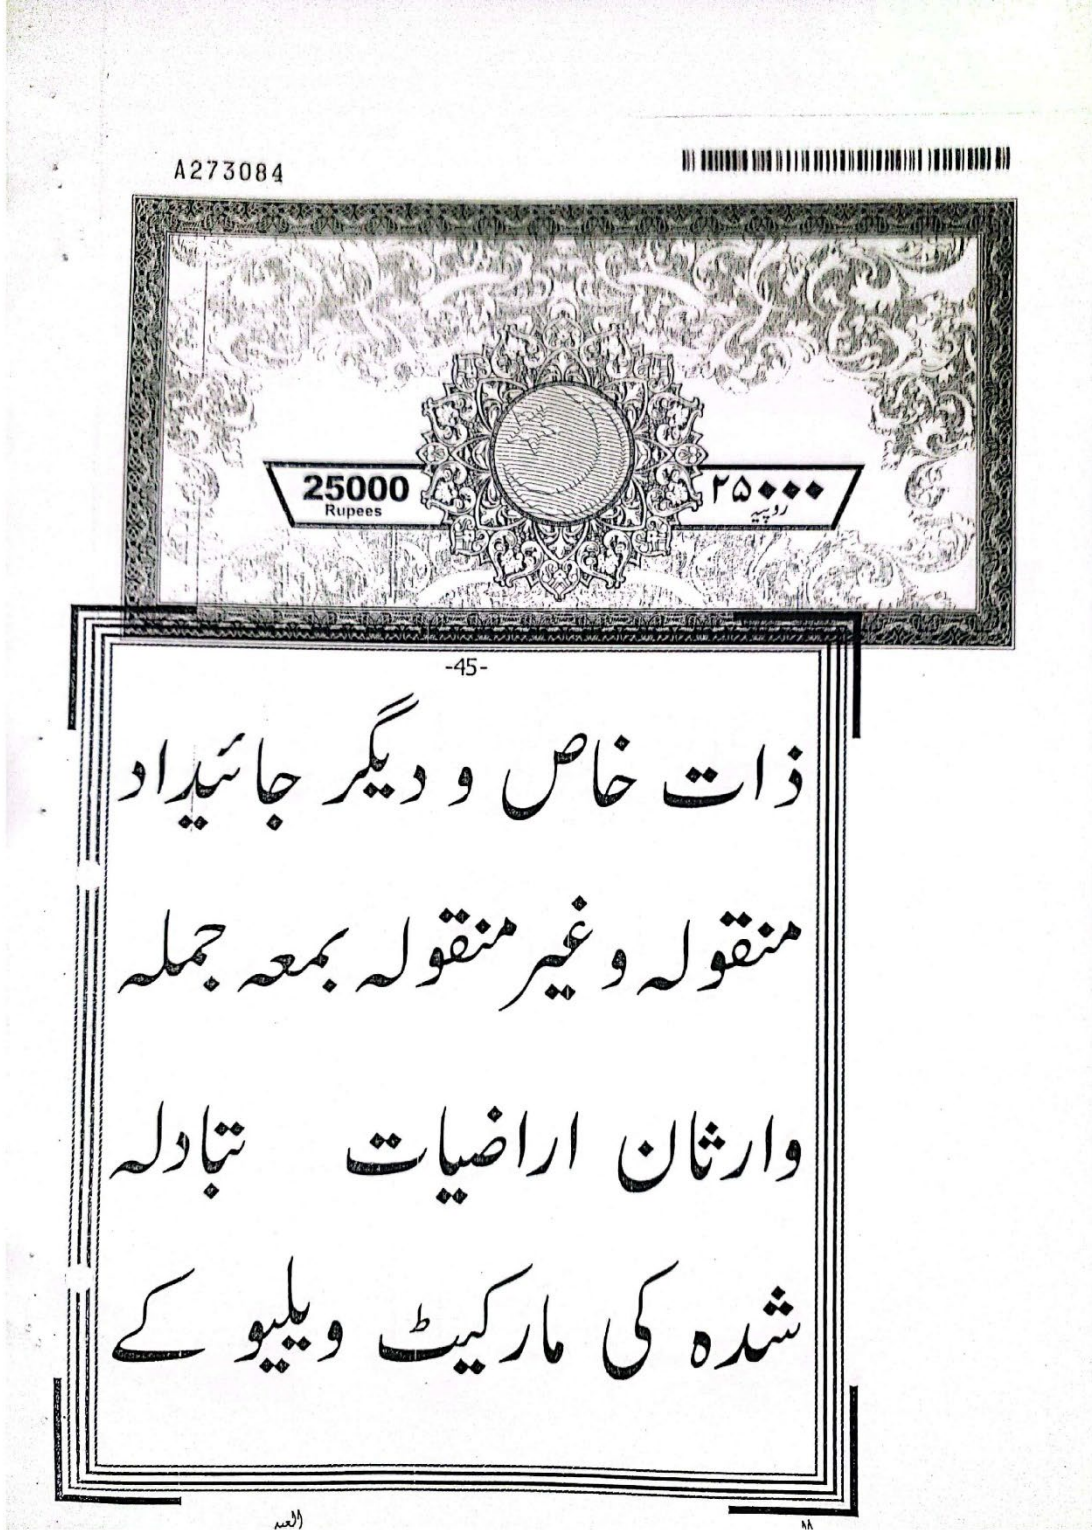 A273084
25000
Rupees
۲۵۰۰۰
روپیہ
-45-
ذات خاص و دیگر جائیداد
منقولہ و غیر منقولہ بمعہ جملہ
وارثان اراضیات تبادلہ
شدہ کی مارکیٹ ویلیو کے
العبد